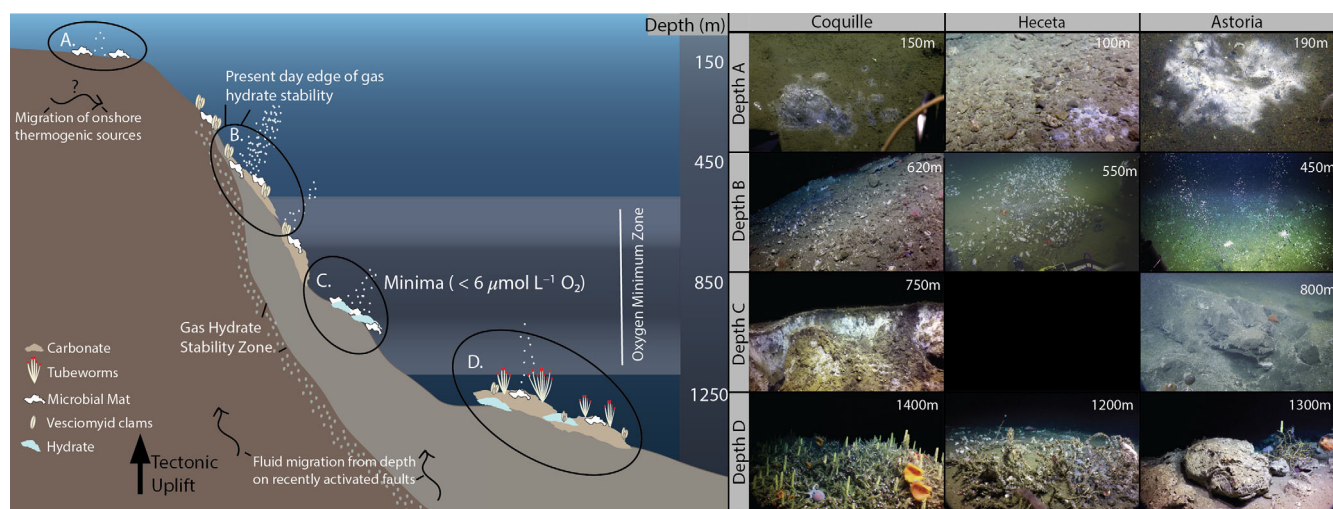 Depth (m)
150
450
850
1250
A.
?
Migration of onshore
thermogenic sources
Present day edge of gas
hydrate stability
B.
C.
Minima ( < 6 μmol L⁻¹ O₂)
Oxygen Minimum Zone
Gas Hydrate
Stability Zone
D.
Carbonate
Tubeworms
Microbial Mat
Vesciomyid clams
Hydrate
Tectonic
Uplift
Fluid migration from depth
on recently activated faults
Coquille
Heceta
Astoria
Depth A
150m
100m
190m
Depth B
620m
550m
450m
Depth C
750m
800m
Depth D
1400m
1200m
1300m